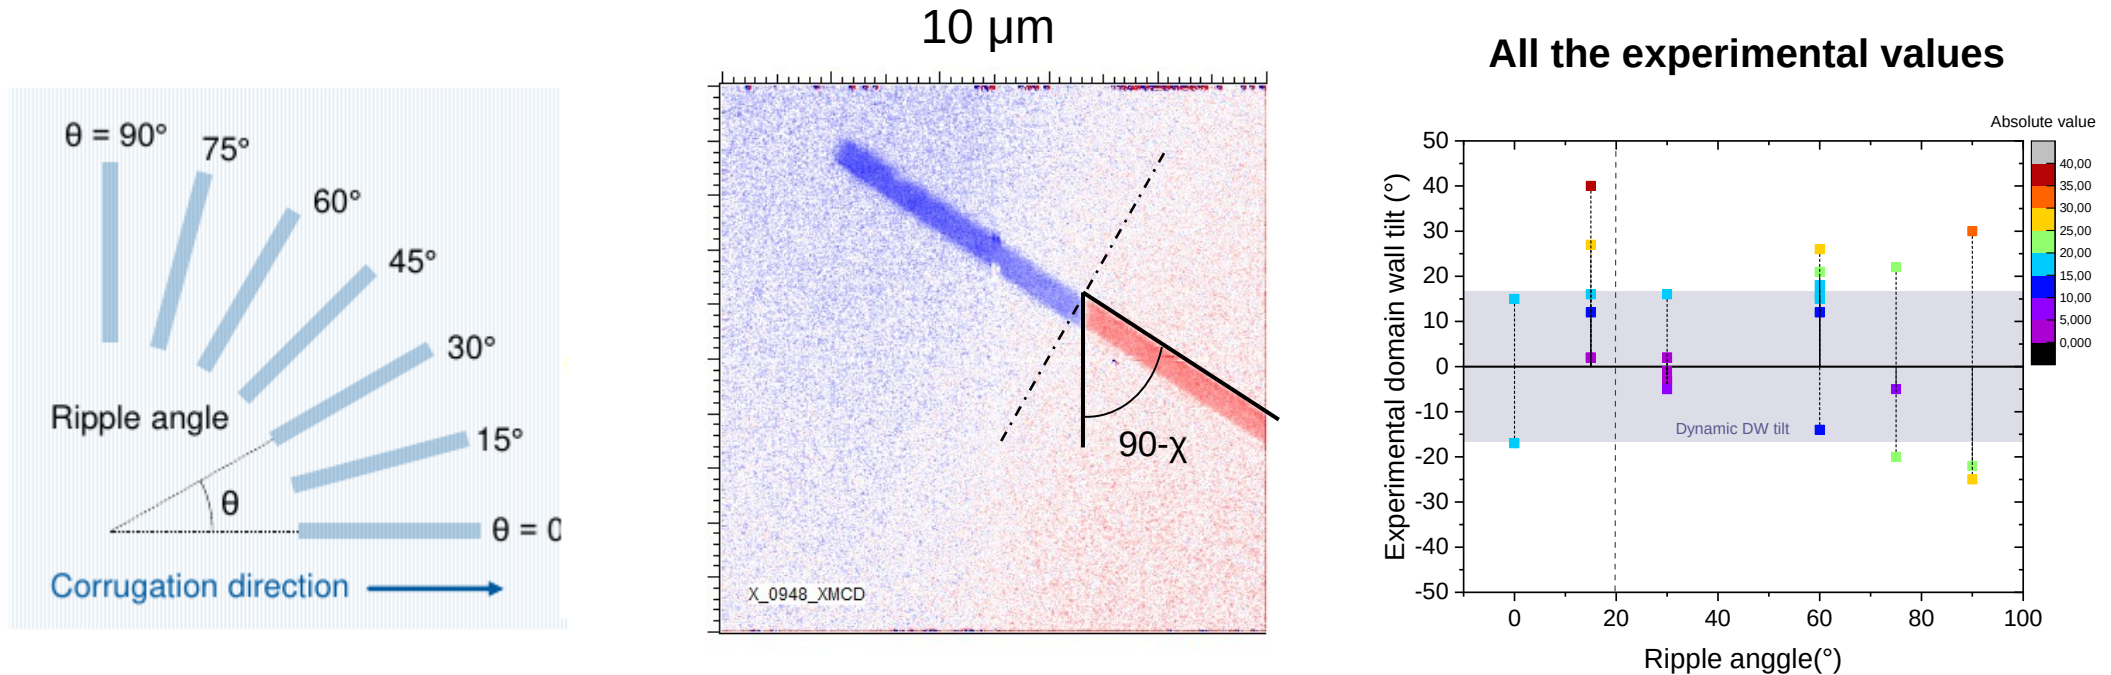 θ = 90°
75°
60°
45°
30°
15°
Ripple angle
θ
θ = 0
Corrugation direction
10 µm
90-χ
X_0948_XMCD
All the experimental values
Absolute value
40,00
35,00
30,00
25,00
20,00
15,00
10,00
5,000
0,000
Experimental domain wall tilt (°)
50
40
30
20
10
0
-10
-20
-30
-40
-50
Dynamic DW tilt
0
20
40
60
80
100
Ripple anggle(°)